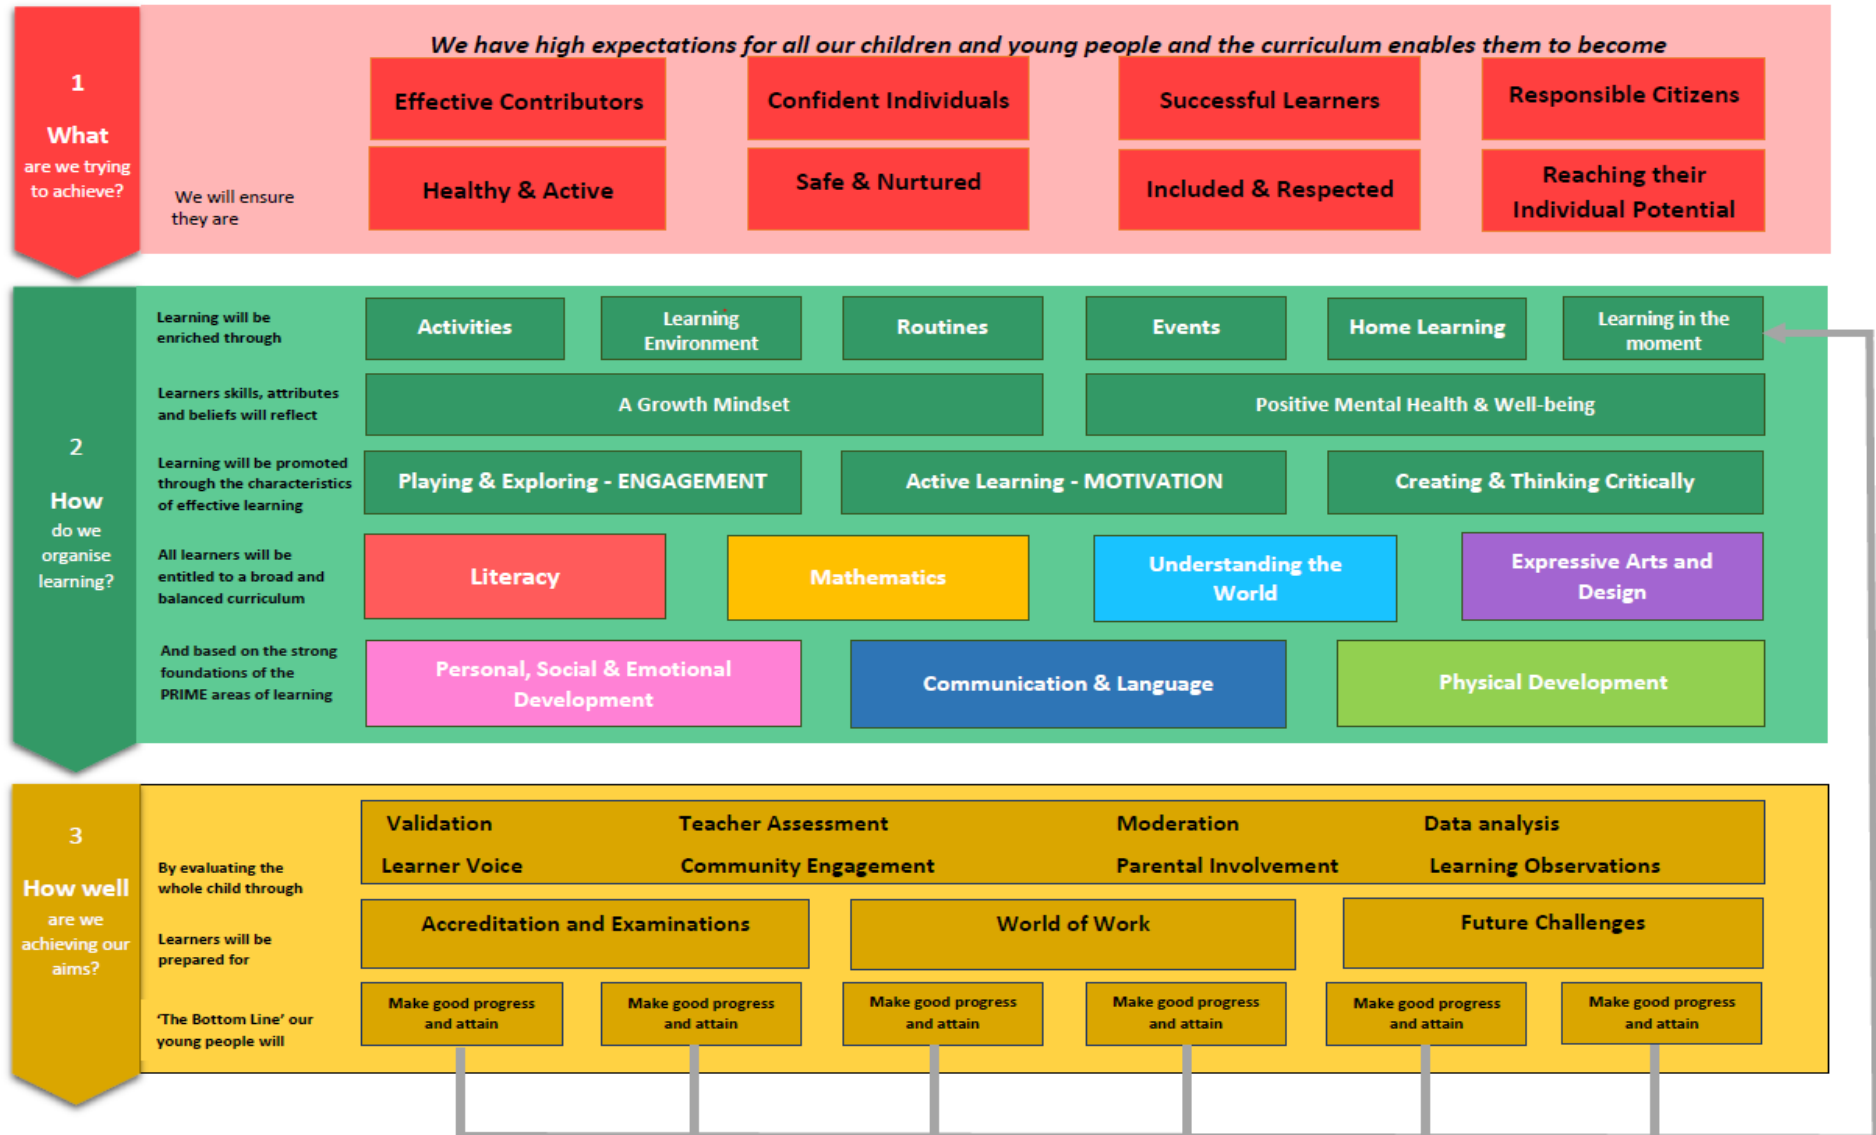 1
What
are we trying
to achieve?
We have high expectations for all our children and young people and the curriculum enables them to become
Effective Contributors
Confident Individuals
Successful Learners
Responsible Citizens
We will ensure
they are
Healthy & Active
Safe & Nurtured
Included & Respected
Reaching their
Individual Potential
2
How
do we
organise
learning?
Learning will be
enriched through
Activities
Learning
Environment
Routines
Events
Home Learning
Learning in the
moment
Learners skills, attributes
and beliefs will reflect
A Growth Mindset
Positive Mental Health & Well-being
Learning will be promoted
through the characteristics
of effective learning
Playing & Exploring - ENGAGEMENT
Active Learning - MOTIVATION
Creating & Thinking Critically
All learners will be
entitled to a broad and
balanced curriculum
Literacy
Mathematics
Understanding the
World
Expressive Arts and
Design
And based on the strong
foundations of the
PRIME areas of learning
Personal, Social & Emotional
Development
Communication & Language
Physical Development
3
How well
are we
achieving our
aims?
By evaluating the
whole child through
Validation
Teacher Assessment
Moderation
Data analysis
Learner Voice
Community Engagement
Parental Involvement
Learning Observations
Learners will be
prepared for
Accreditation and Examinations
World of Work
Future Challenges
‘The Bottom Line’ our
young people will
Make good progress
and attain
Make good progress
and attain
Make good progress
and attain
Make good progress
and attain
Make good progress
and attain
Make good progress
and attain